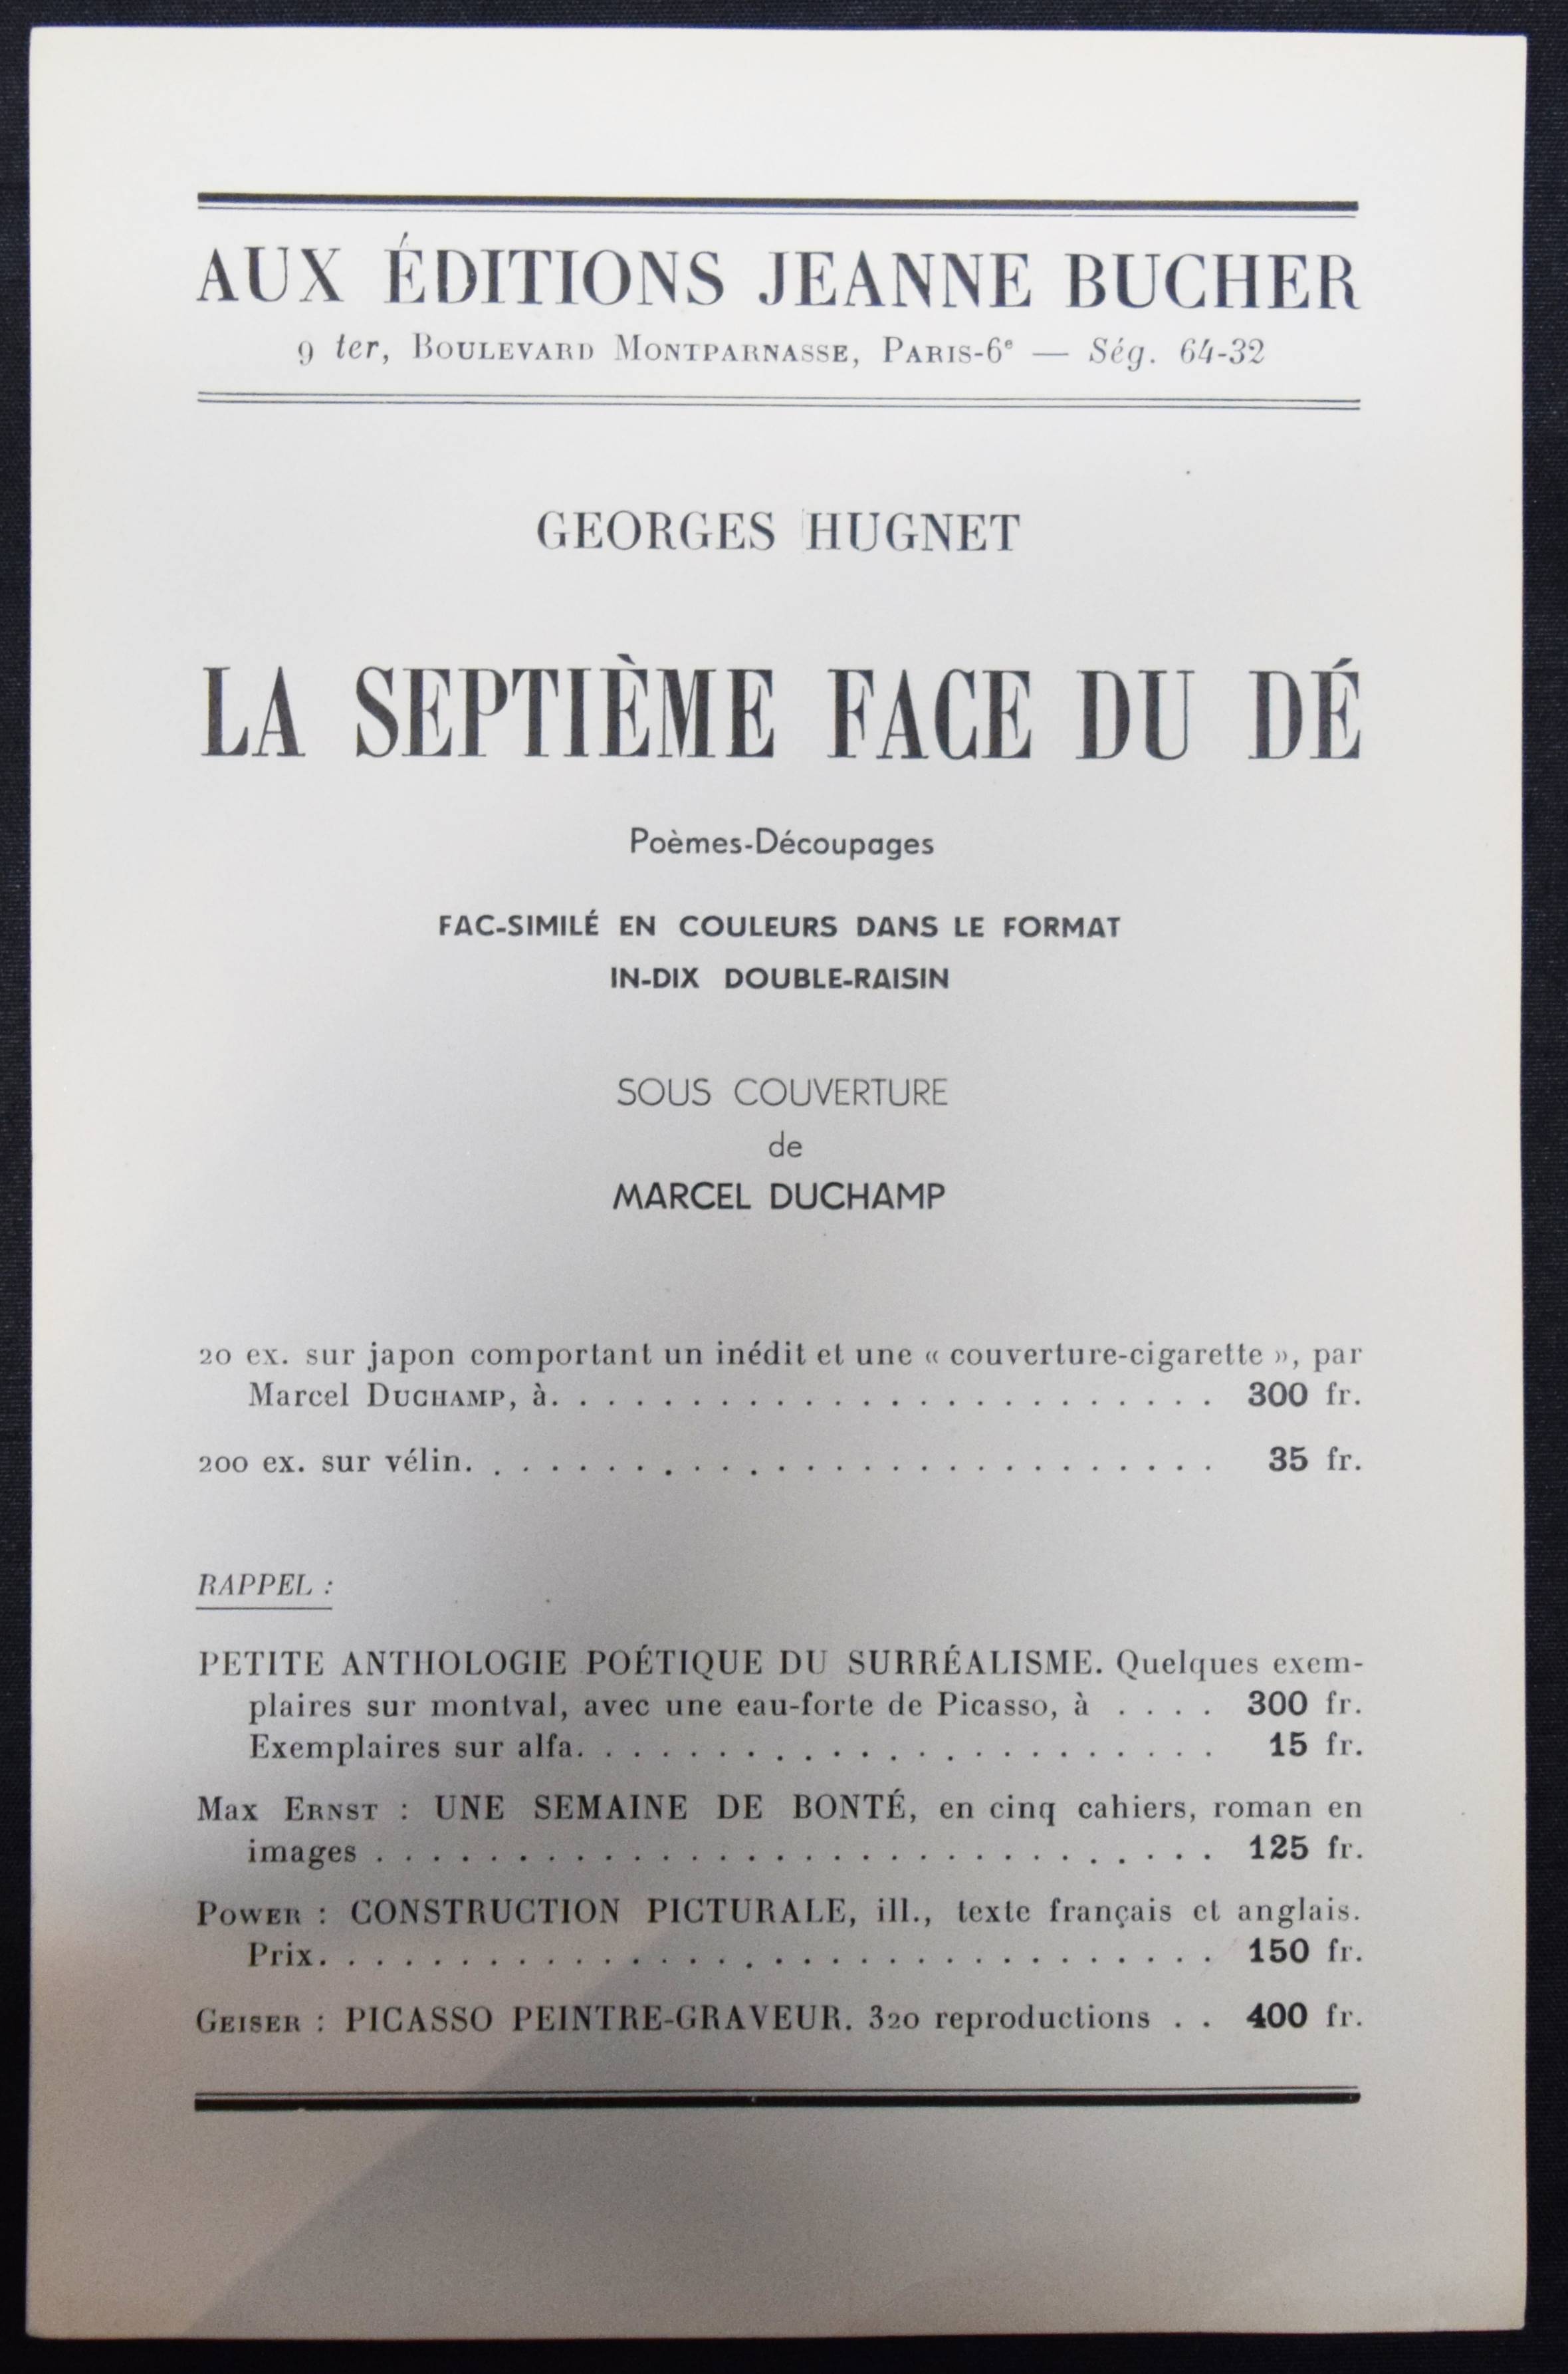 AUX ÉDITIONS JEANNE BUCHER
9 ter, BOULEVARD MONTPARNASSE, PARIS-6e — Ség. 64-32
GEORGES HUGNET
LA SEPTIÈME FACE DU DÉ
Poèmes-Découpages
FAC-SIMILÉ EN COULEURS DANS LE FORMAT
IN-DIX DOUBLE-RAISIN
SOUS COUVERTURE
de
MARCEL DUCHAMP
20 ex. sur japon comportant un inédit et une « couverture-cigarette », par
Marcel DUCHAMP, à. . . . . . . . . . . . . . . . . . . . . . . . 300 fr.
200 ex. sur vélin. . . . . . . . . . . . . . . . . . . . . . . . . . . 35 fr.
RAPPEL :
PETITE ANTHOLOGIE POÉTIQUE DU SURRÉALISME. Quelques exem-
plaires sur montval, avec une eau-forte de Picasso, à . . . . 300 fr.
Exemplaires sur alfa. . . . . . . . . . . . . . . . . . . . . . . 15 fr.
Max ERNST : UNE SEMAINE DE BONTÉ, en cinq cahiers, roman en
images . . . . . . . . . . . . . . . . . . . . . . . . . . . . . . 125 fr.
POWER : CONSTRUCTION PICTURALE, ill., texte français et anglais.
Prix. . . . . . . . . . . . . . . . . . . . . . . . . . . . . . . . 150 fr.
GEISER : PICASSO PEINTRE-GRAVEUR. 320 reproductions . . 400 fr.